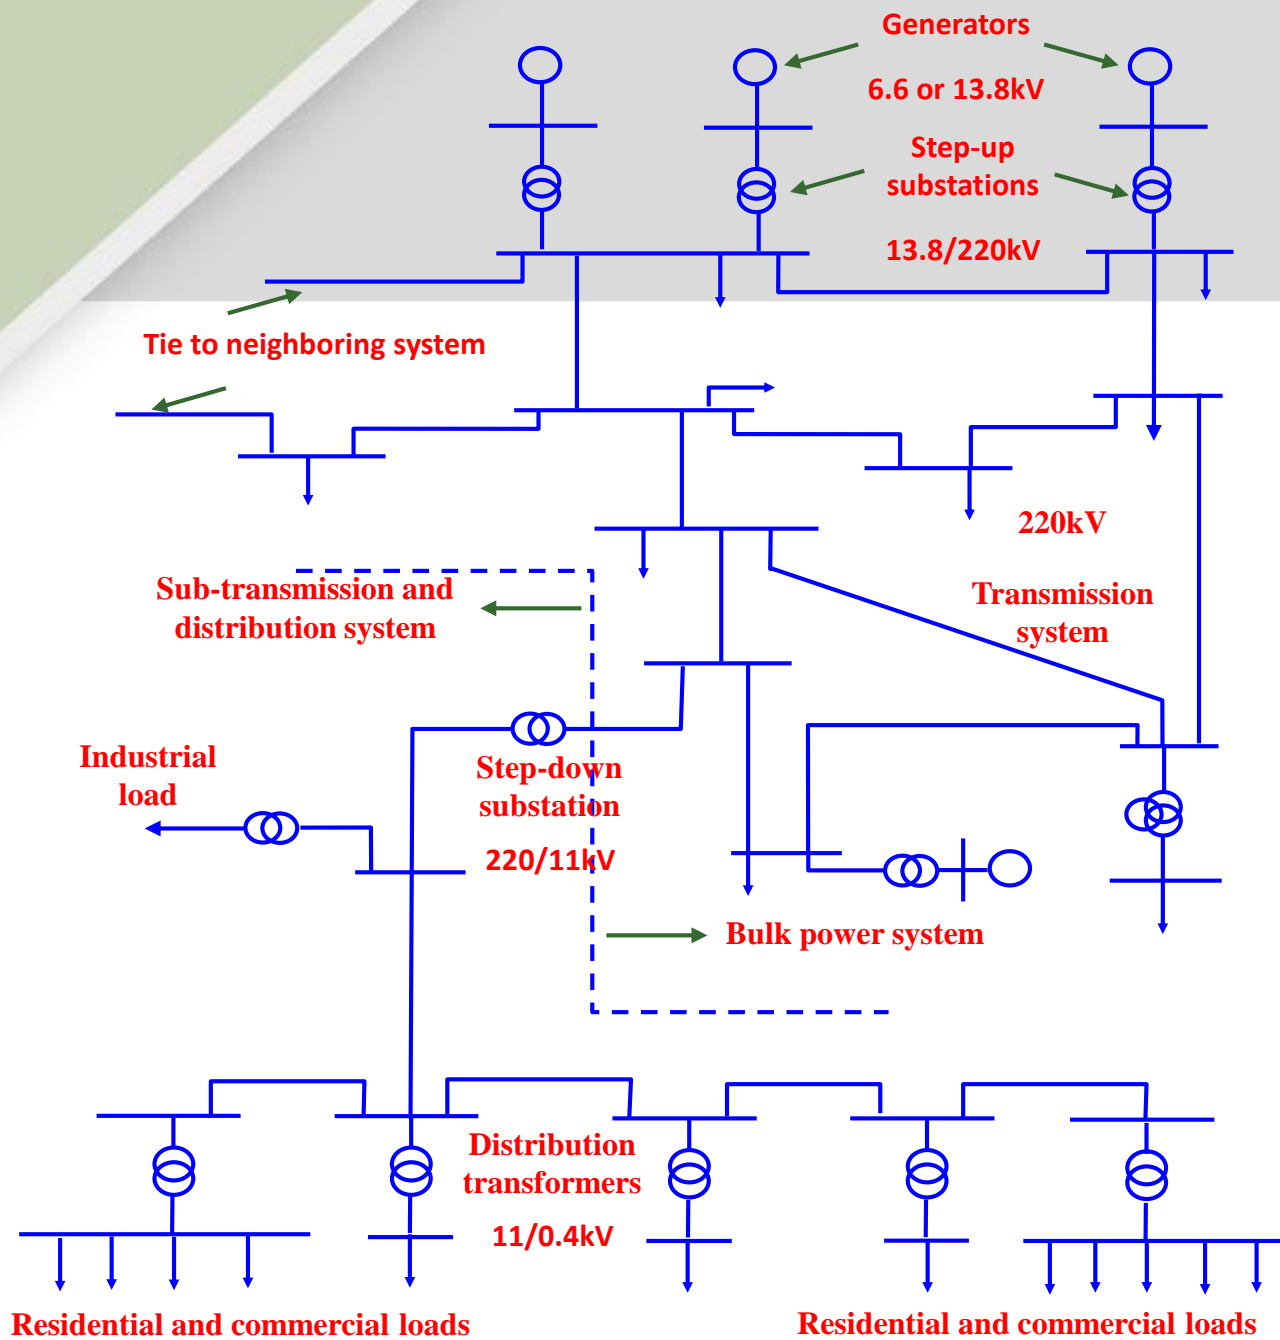 Generators
6.6 or 13.8kV
Step-up
substations
13.8/220kV
Tie to neighboring system
220kV
Sub-transmission and
distribution system
Transmission
system
Industrial
load
Step-down
substation
220/11kV
Bulk power system
Distribution
transformers
11/0.4kV
Residential and commercial loads
Residential and commercial loads